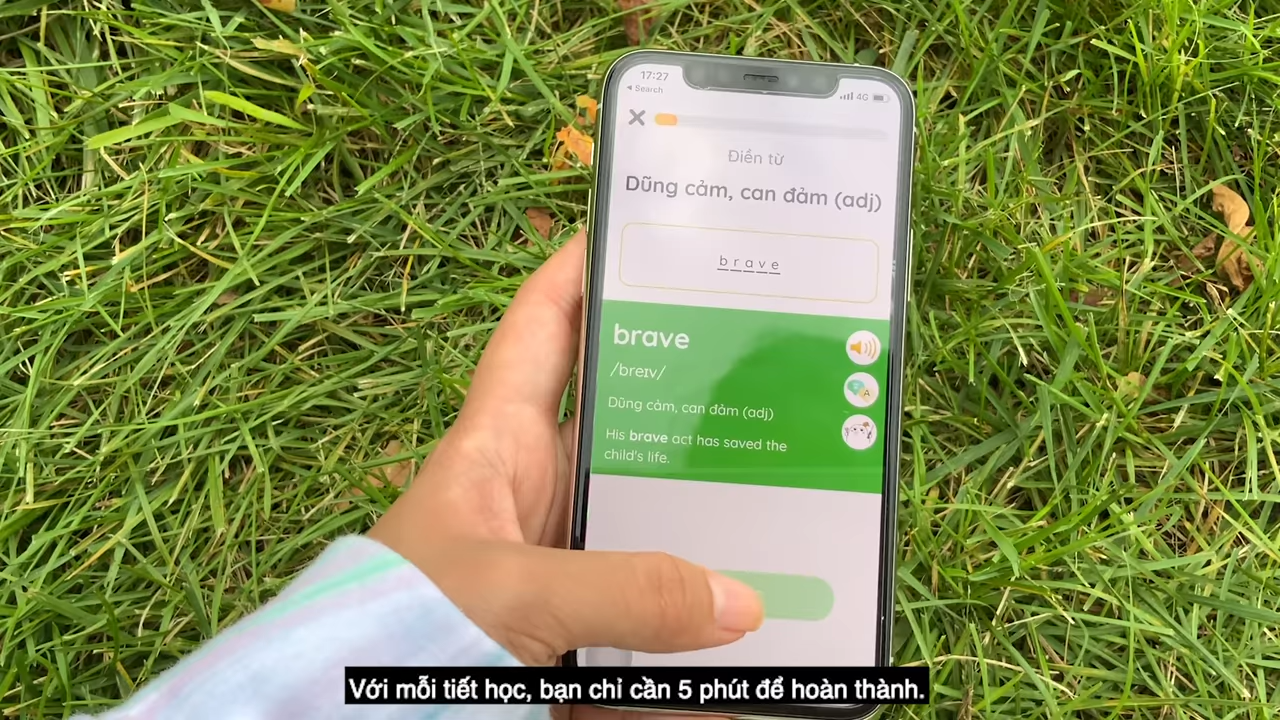 17:27
Search
4G
Điền từ
Dũng cảm, can đảm (adj)
brave
brave
/breɪv/
Dũng cảm, can đảm (adj)
His brave act has saved the
child's life.
Với mỗi tiết học, bạn chỉ cần 5 phút để hoàn thành.